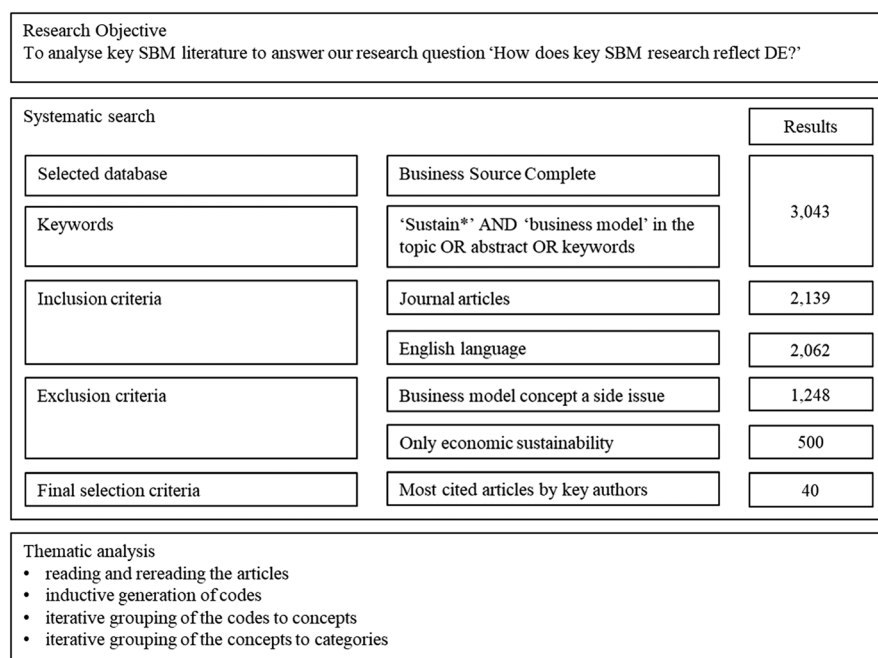 Research Objective
To analyse key SBM literature to answer our research question ‘How does key SBM research reflect DE?’
Systematic search
Results
Selected database
Business Source Complete
3,043
Keywords
‘Sustain*’ AND ‘business model’ in the
topic OR abstract OR keywords
Inclusion criteria
Journal articles
2,139
English language
2,062
Exclusion criteria
Business model concept a side issue
1,248
Only economic sustainability
500
Final selection criteria
Most cited articles by key authors
40
Thematic analysis
• reading and rereading the articles
• inductive generation of codes
• iterative grouping of the codes to concepts
• iterative grouping of the concepts to categories